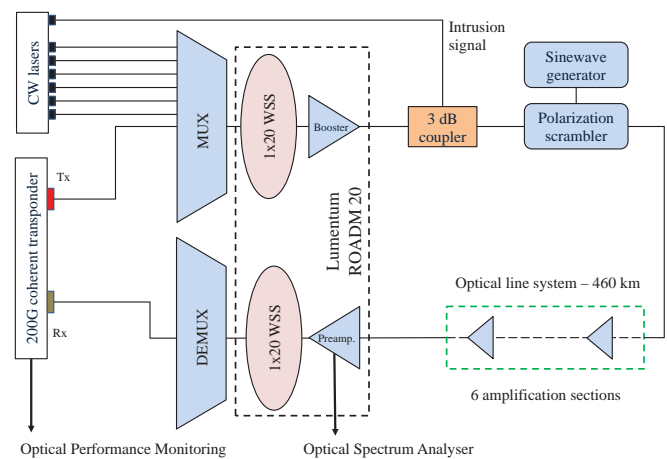 CW lasers
MUX
1x20 WSS
Booster
Intrusion
signal
3 dB
coupler
Sinewave
generator
Polarization
scrambler
Tx
200G coherent transponder
Rx
DEMUX
1x20 WSS
Preamp.
Lumentum
ROADM 20
Optical line system – 460 km
6 amplification sections
Optical Performance Monitoring
Optical Spectrum Analyser